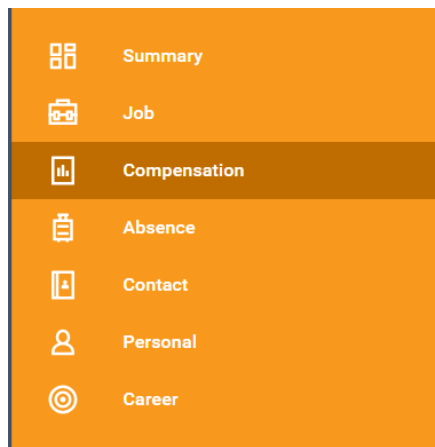 Summary
Job
Compensation
Absence
Contact
Personal
Career